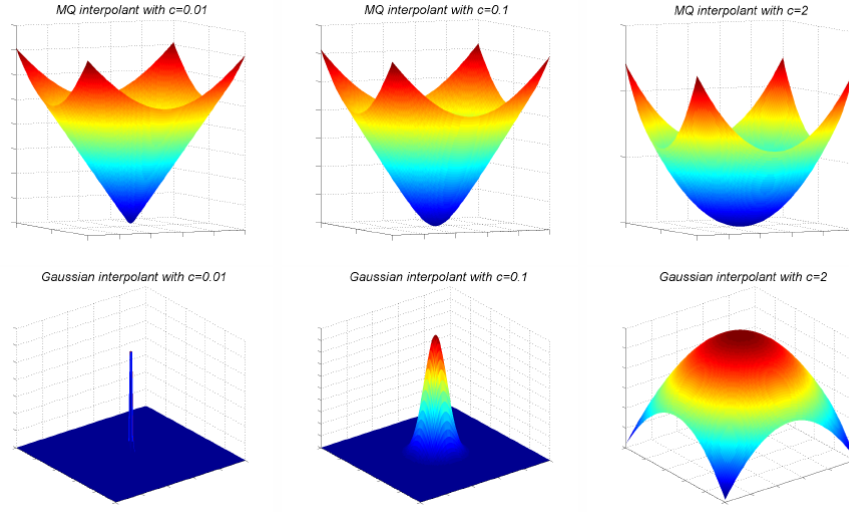 MQ interpolant with c=0.01
MQ interpolant with c=0.1
MQ interpolant with c=2
Gaussian interpolant with c=0.01
Gaussian interpolant with c=0.1
Gaussian interpolant with c=2